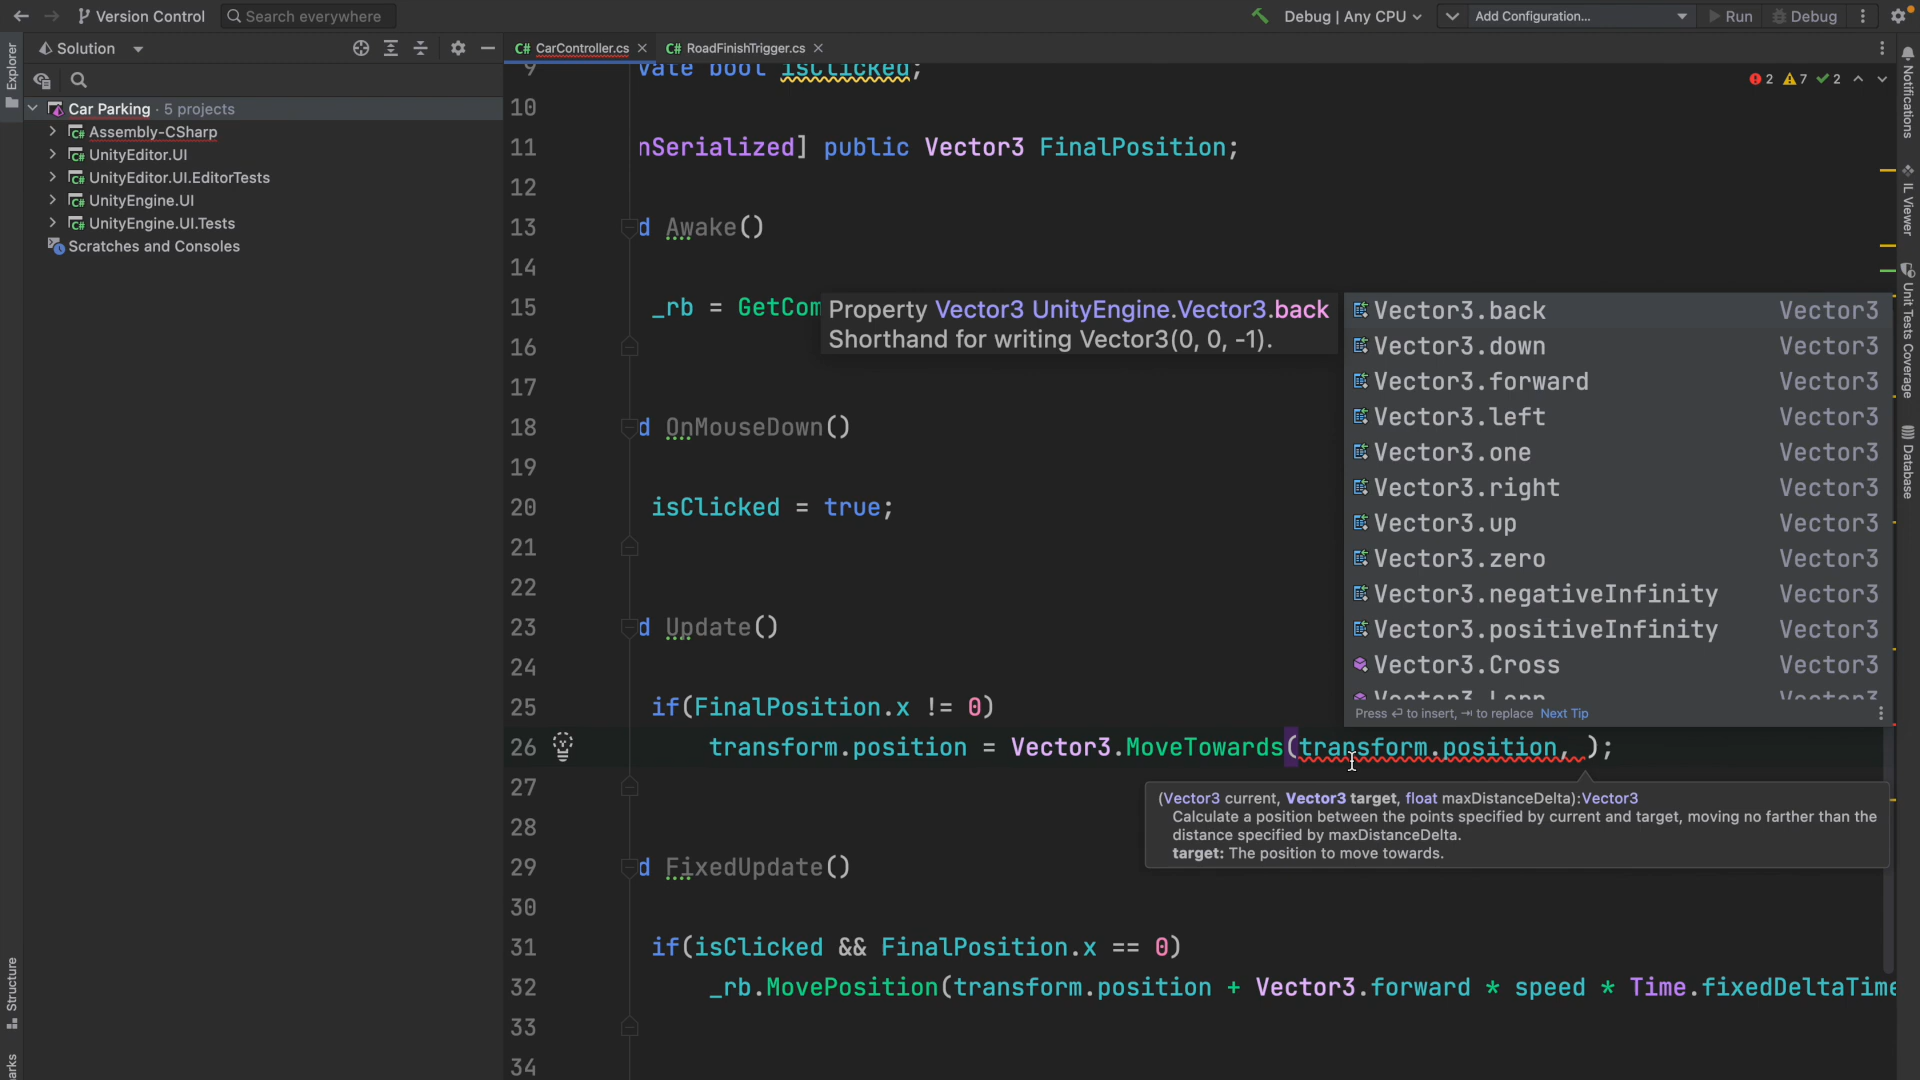 Version Control
Search everywhere
Debug | Any CPU
Add Configuration...
Run
Debug
Explorer
Solution
C# CarController.cs
C# RoadFinishTrigger.cs
Car Parking · 5 projects
C# Assembly-CSharp
C# UnityEditor.UI
C# UnityEditor.UI.EditorTests
C# UnityEngine.UI
C# UnityEngine.UI.Tests
Scratches and Consoles
2 7 2
9 vate bool isClicked;
10
11 nSerialized] public Vector3 FinalPosition;
12
13 d Awake()
14
15 _rb = GetCom
16
17
18 d OnMouseDown()
19
20 isClicked = true;
21
22
23 d Update()
24
25 if(FinalPosition.x != 0)
26 transform.position = Vector3.MoveTowards(transform.position, );
27
28
29 d FixedUpdate()
30
31 if(isClicked && FinalPosition.x == 0)
32 _rb.MovePosition(transform.position + Vector3.forward * speed * Time.fixedDeltaTime
33
34
Property Vector3 UnityEngine.Vector3.back
Shorthand for writing Vector3(0, 0, -1).
Vector3.back Vector3
Vector3.down Vector3
Vector3.forward Vector3
Vector3.left Vector3
Vector3.one Vector3
Vector3.right Vector3
Vector3.up Vector3
Vector3.zero Vector3
Vector3.negativeInfinity Vector3
Vector3.positiveInfinity Vector3
Vector3.Cross Vector3
Vector3.Lerp Vector3
Press ↩ to insert, ⇥ to replace Next Tip
(Vector3 current, Vector3 target, float maxDistanceDelta):Vector3
Calculate a position between the points specified by current and target, moving no farther than the
distance specified by maxDistanceDelta.
target: The position to move towards.
Notifications
IL Viewer
Unit Tests Coverage
Database
Structure